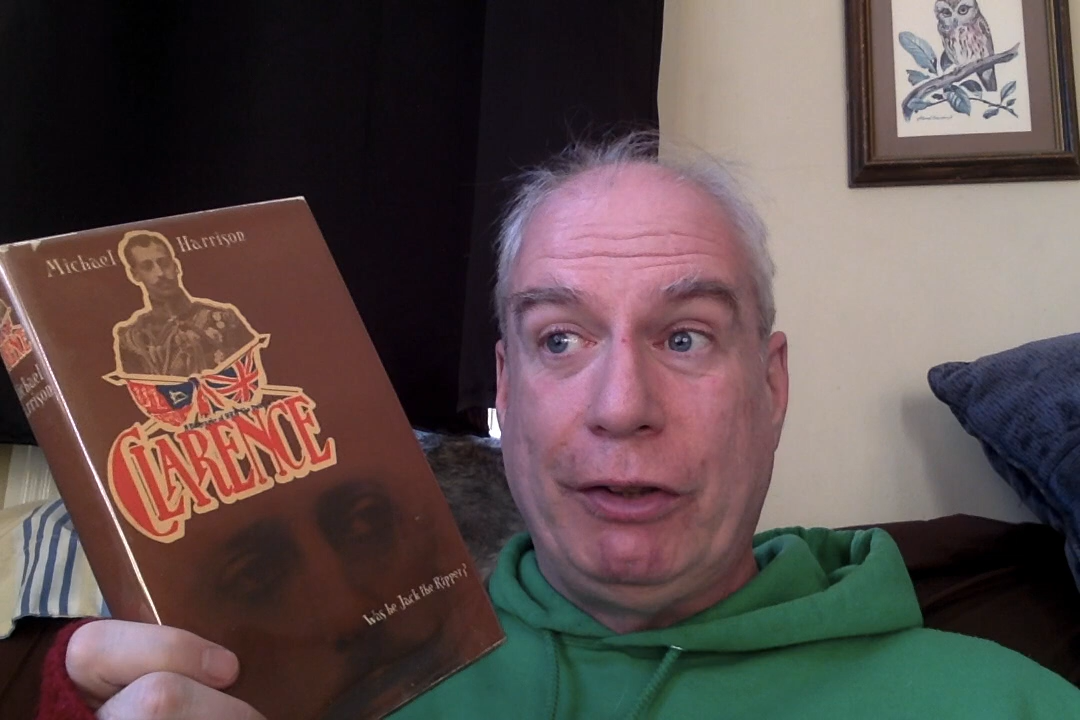 Michael Harrison
CLARENCE
Was he Jack the Ripper?
Michael
Harrison